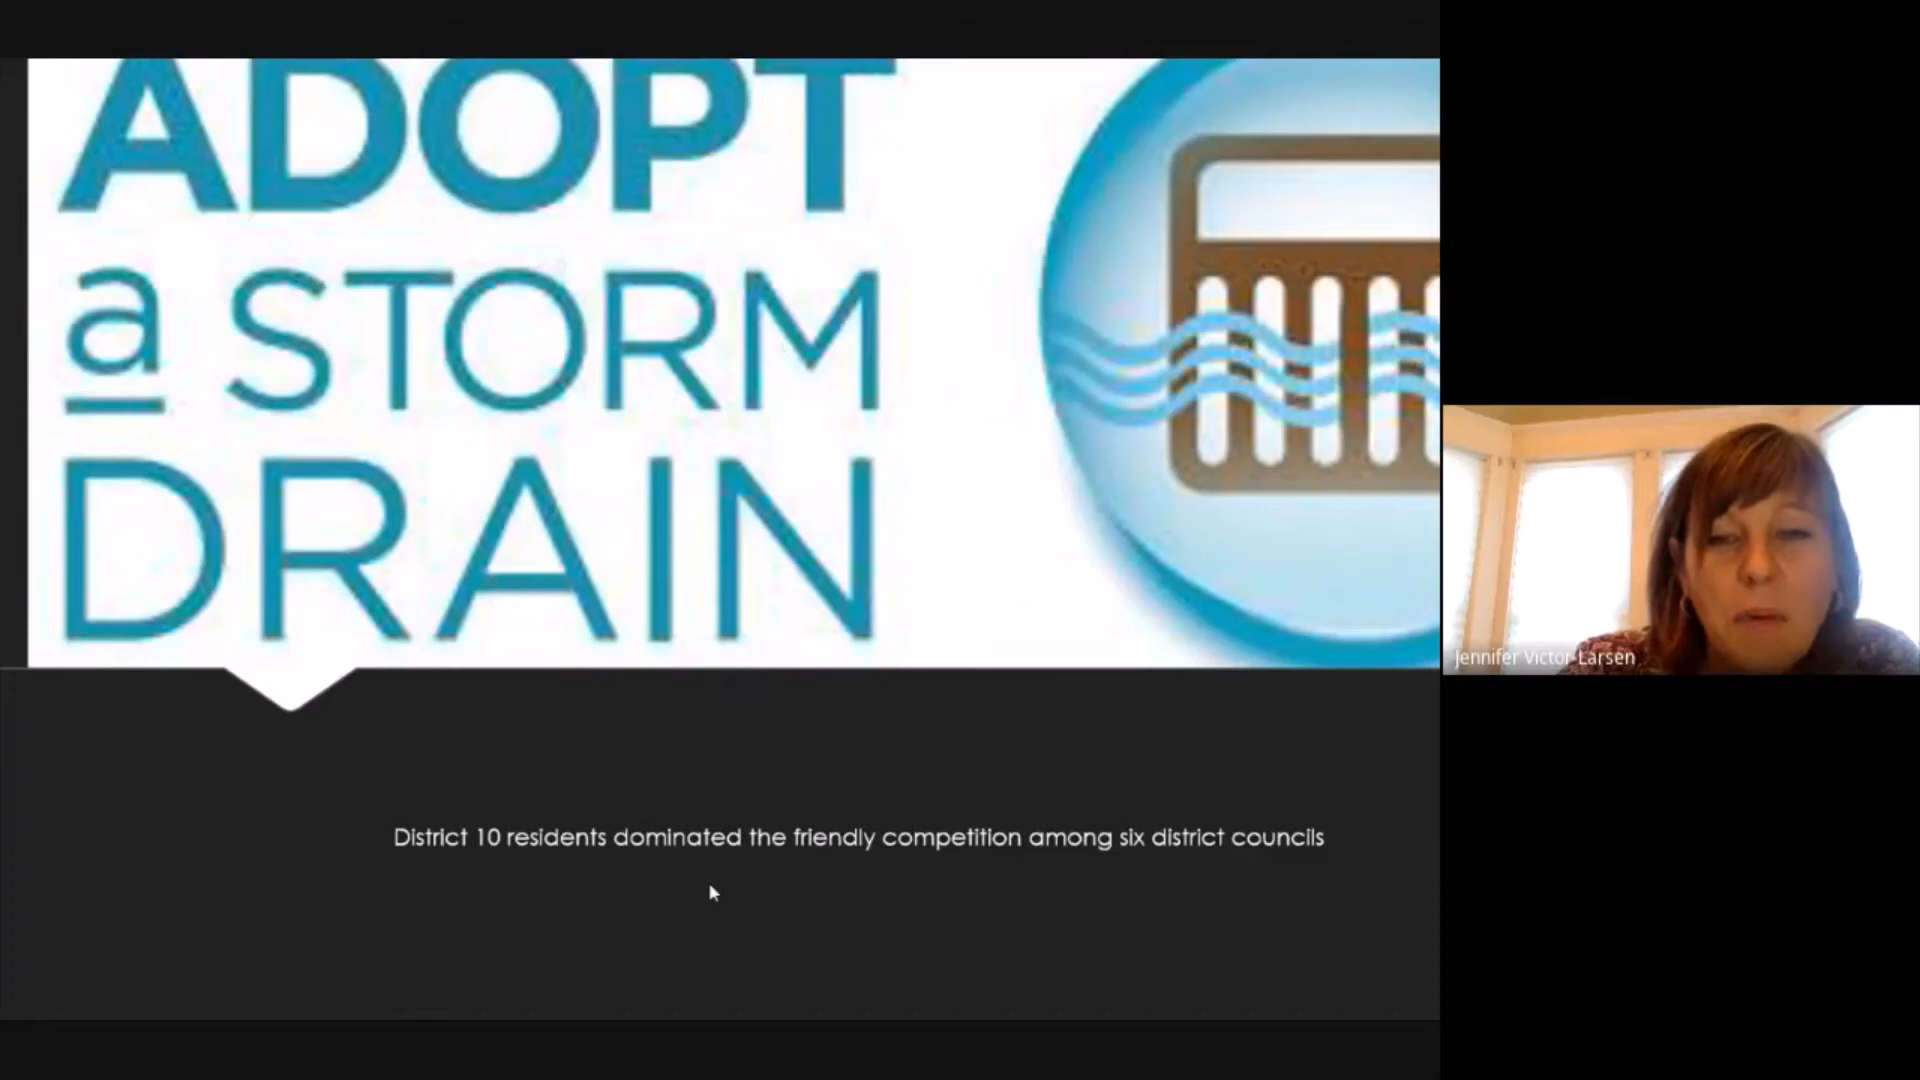 ADOPT
a STORM
DRAIN
District 10 residents dominated the friendly competition among six district councils
Jennifer Victor-Larsen